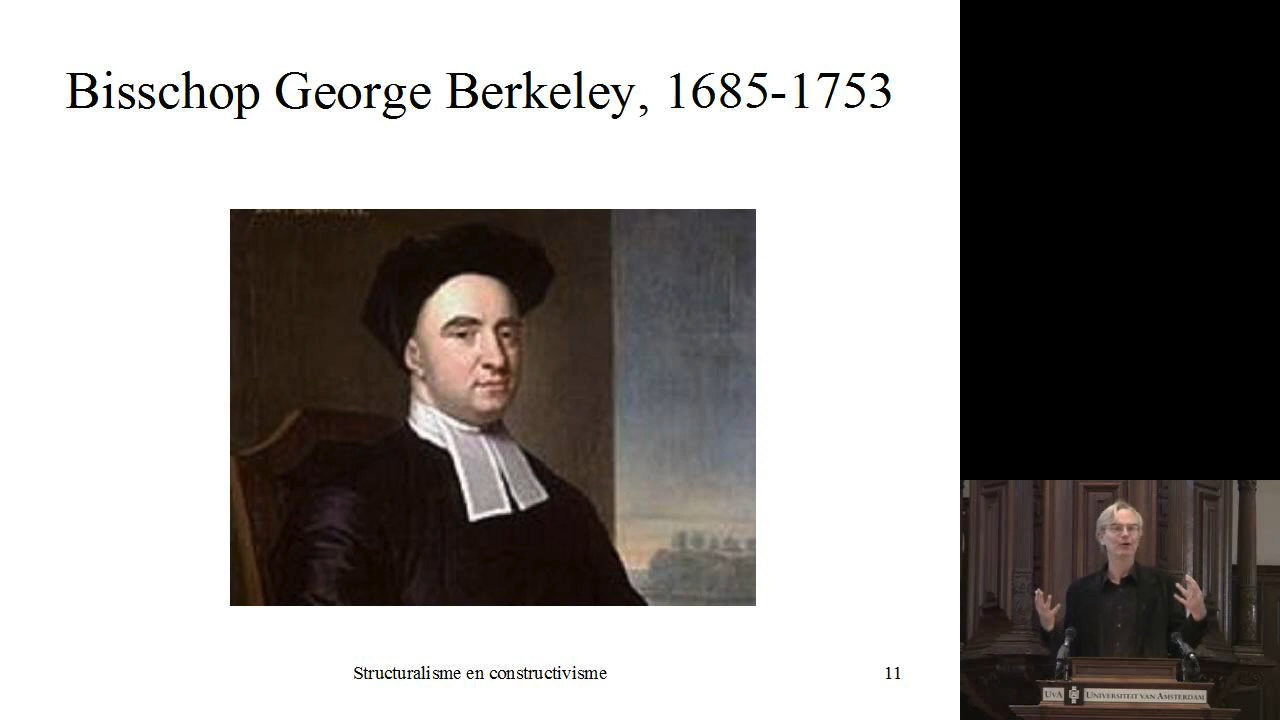 Bisschop George Berkeley, 1685-1753
Structuralisme en constructivisme
11
UvA UNIVERSITEIT VAN AMSTERDAM